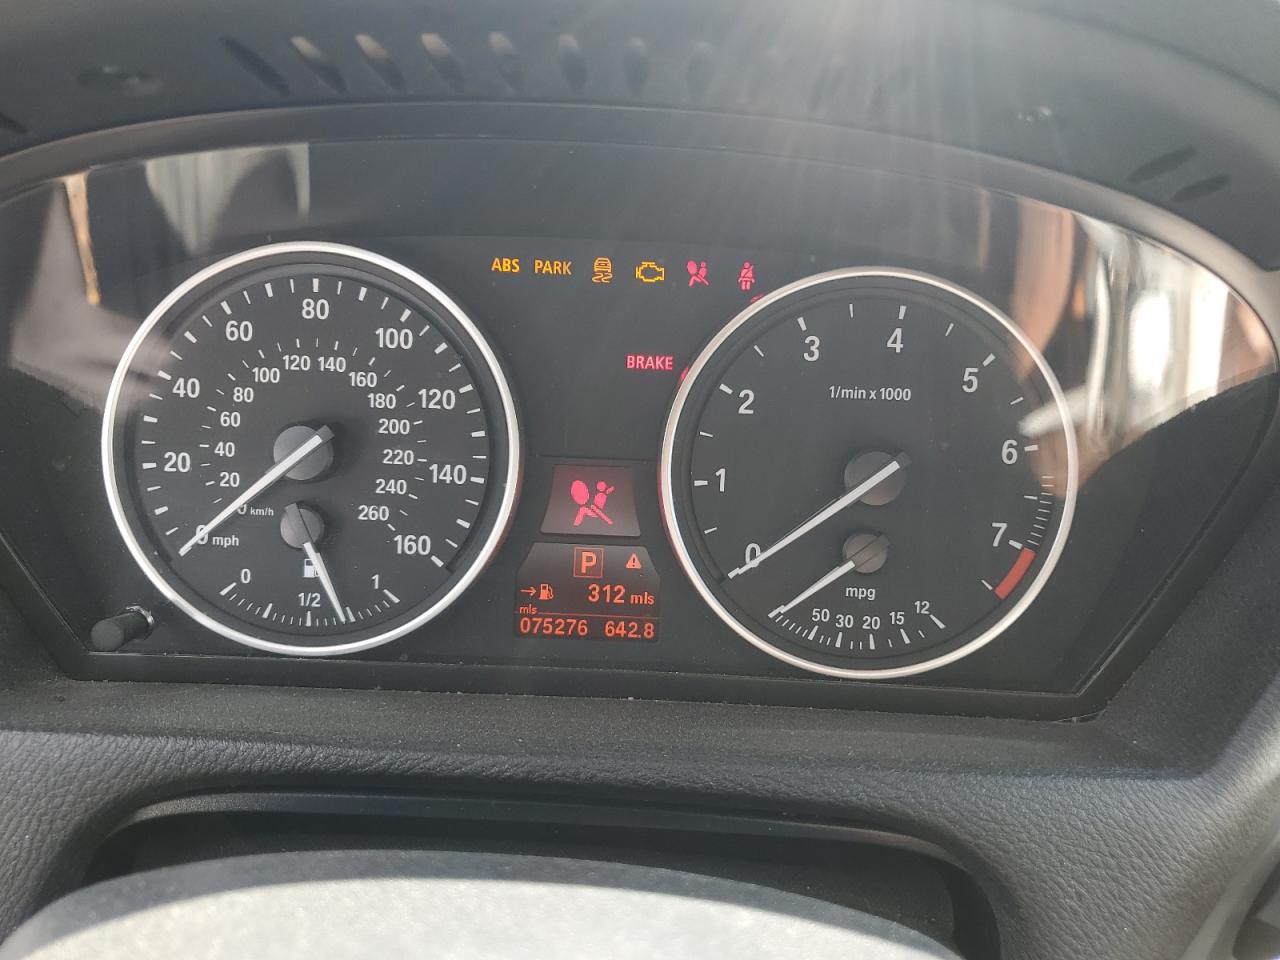 ABS PARK
BRAKE
0 20 40 60 80 100 120 140 160
mph
20 40 60 80 100 120 140 160 180 200 220 240 260
km/h
0 1/2 1
0 1 2 3 4 5 6 7
1/min x 1000
mpg
50 30 20 15 12
P
312 mls
mls
075276 642.8